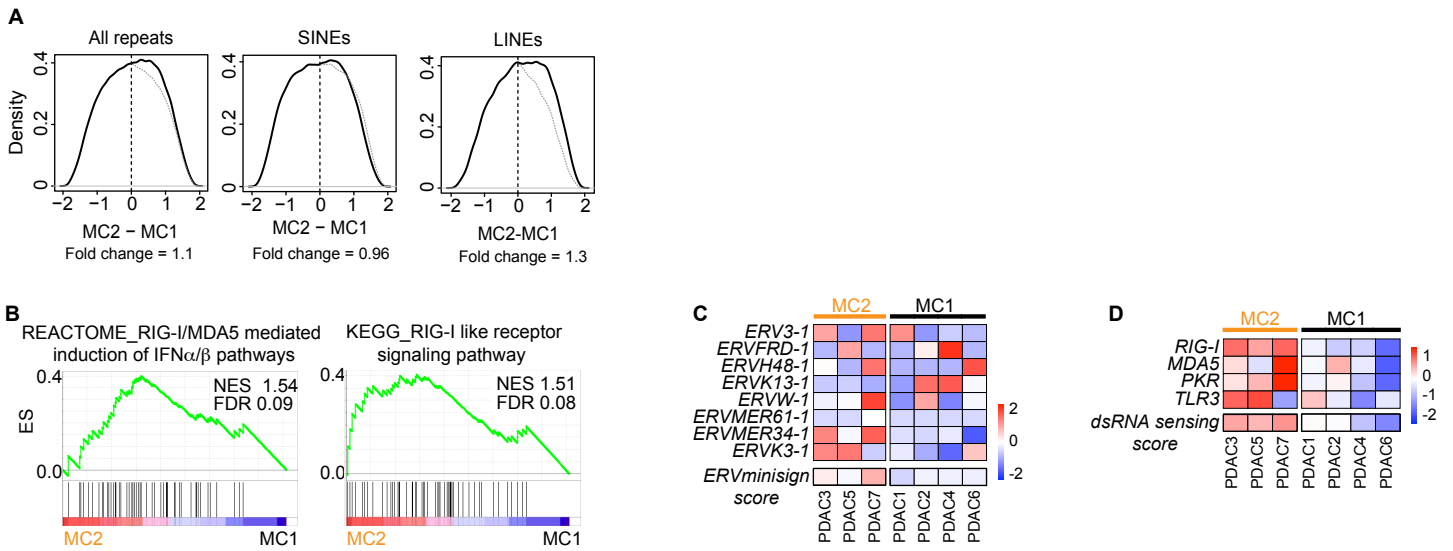 A
All repeats
SINEs
LINEs
Density
0.4
0.2
0
−2 −1 0 1 2
MC2 − MC1
Fold change = 1.1
0.4
0.2
0
−2 −1 0 1 2
MC2 − MC1
Fold change = 0.96
0.4
0.2
0
−2 −1 0 1 2
MC2-MC1
Fold change = 1.3
B
REACTOME_RIG-I/MDA5 mediated
induction of IFNα/β pathways
ES
0.4
0.0
NES 1.54
FDR 0.09
MC2
MC1
KEGG_RIG-I like receptor
signaling pathway
0.4
0.0
NES 1.51
FDR 0.08
MC2
MC1
C
MC2
MC1
ERV3-1
ERVFRD-1
ERVH48-1
ERVK13-1
ERVW-1
ERVMER61-1
ERVMER34-1
ERVK3-1
ERVminisign
score
PDAC3
PDAC5
PDAC7
PDAC1
PDAC2
PDAC4
PDAC6
2
1
0
-2
D
MC2
MC1
RIG-I
MDA5
PKR
TLR3
dsRNA sensing
score
PDAC3
PDAC5
PDAC7
PDAC1
PDAC2
PDAC4
PDAC6
1
0
-1
-2